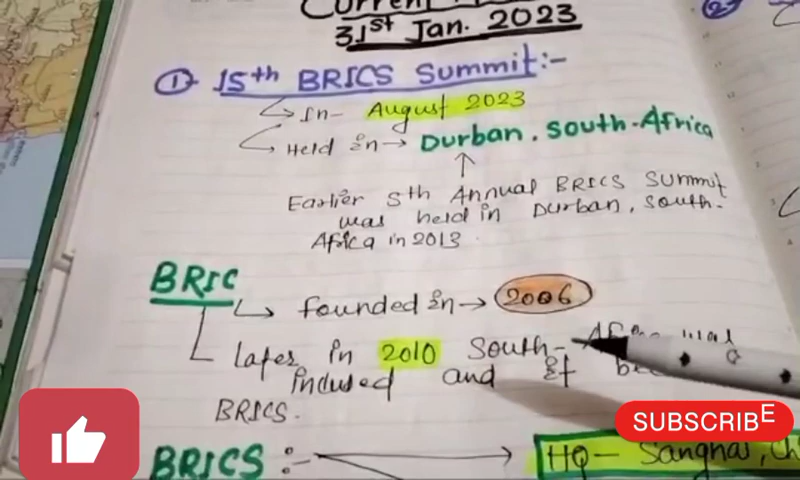 31st Jan. 2023
① 15th BRICS Summit:-
↳ In- August 2023
↳ Held in → Durban, South-Africa
Earlier 5th Annual BRICS Summit
was held in Durban, South-
Africa in 2013.
BRIC
↳ founded in → 2006
Later in 2010 South-
included and it
BRICS.
SUBSCRIBE
BRICS :- → HQ- Sanghai,